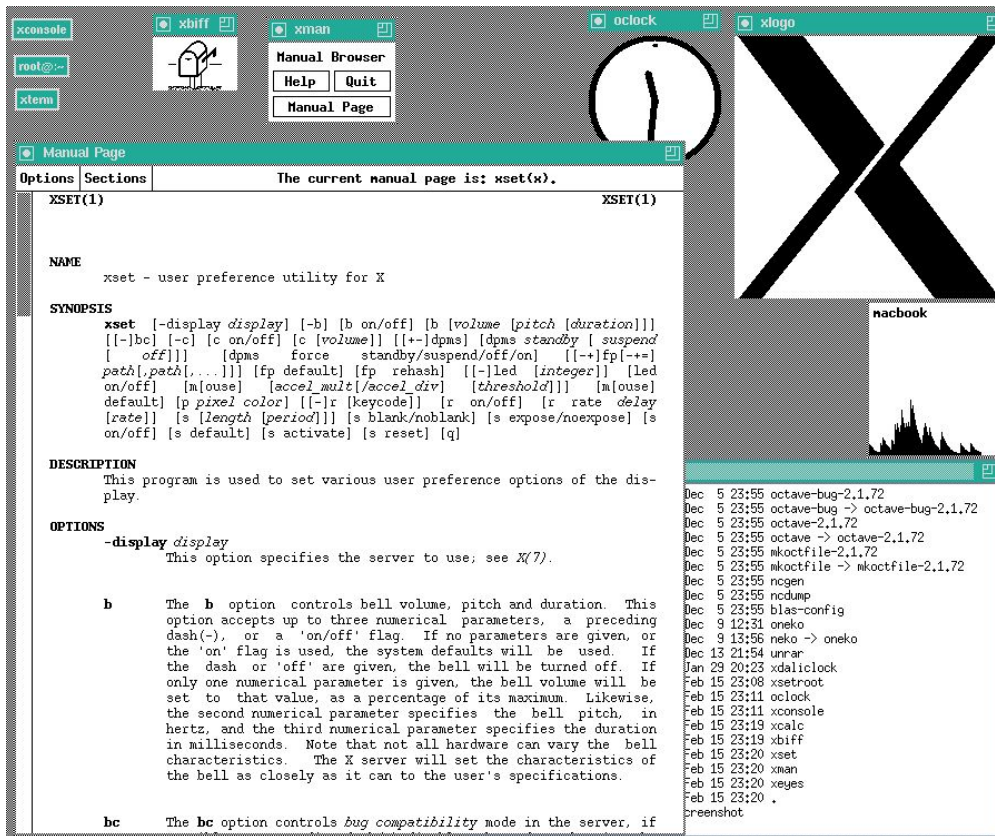 xconsole
root@:~
xterm
xbiff
xman
Manual Browser
Help Quit
Manual Page
oclock
xlogo
macbook
Manual Page
Options Sections The current manual page is: xset(x).
XSET(1) XSET(1)
NAME
xset - user preference utility for X
SYNOPSIS
xset [-display display] [-b] [b on/off] [b [volume [pitch [duration]]]
[[-]bc] [-c] [c on/off] [c [volume]] [[+-]dpms] [dpms standby [ suspend
[ off]]] [dpms force standby/suspend/off/on] [[-+]fp[-+=]
path[,path[,...]]] [fp default] [fp rehash] [[-]led [integer]] [led
on/off] [m[ouse] [accel_mult[/accel_div] [threshold]]] [m[ouse]
default] [p pixel color] [[-]r [keycode]] [r on/off] [r rate delay
[rate]] [s [length [period]]] [s blank/noblank] [s expose/noexpose] [s
on/off] [s default] [s activate] [s reset] [q]
DESCRIPTION
This program is used to set various user preference options of the dis-
play.
OPTIONS
-display display
This option specifies the server to use; see X(7).
b The b option controls bell volume, pitch and duration. This
option accepts up to three numerical parameters, a preceding
dash(-), or a 'on/off' flag. If no parameters are given, or
the 'on' flag is used, the system defaults will be used. If
the dash or 'off' are given, the bell will be turned off. If
only one numerical parameter is given, the bell volume will be
set to that value, as a percentage of its maximum. Likewise,
the second numerical parameter specifies the bell pitch, in
hertz, and the third numerical parameter specifies the duration
in milliseconds. Note that not all hardware can vary the bell
characteristics. The X server will set the characteristics of
the bell as closely as it can to the user's specifications.
bc The bc option controls bug compatibility mode in the server, if
Dec 5 23:55 octave-bug-2.1.72
Dec 5 23:55 octave-bug -> octave-bug-2.1.72
Dec 5 23:55 octave-2.1.72
Dec 5 23:55 octave -> octave-2.1.72
Dec 5 23:55 mkoctfile-2.1.72
Dec 5 23:55 mkoctfile -> mkoctfile-2.1.72
Dec 5 23:55 ncgen
Dec 5 23:55 ncdump
Dec 5 23:55 blas-config
Dec 9 12:31 oneko
Dec 9 13:56 neko -> oneko
Dec 13 21:54 unrar
Jan 29 20:23 xdaliclock
Feb 15 23:08 xsetroot
Feb 15 23:11 oclock
Feb 15 23:11 xconsole
Feb 15 23:19 xcalc
Feb 15 23:19 xbiff
Feb 15 23:20 xset
Feb 15 23:20 xman
Feb 15 23:20 xeyes
Feb 15 23:20 .
creenshot